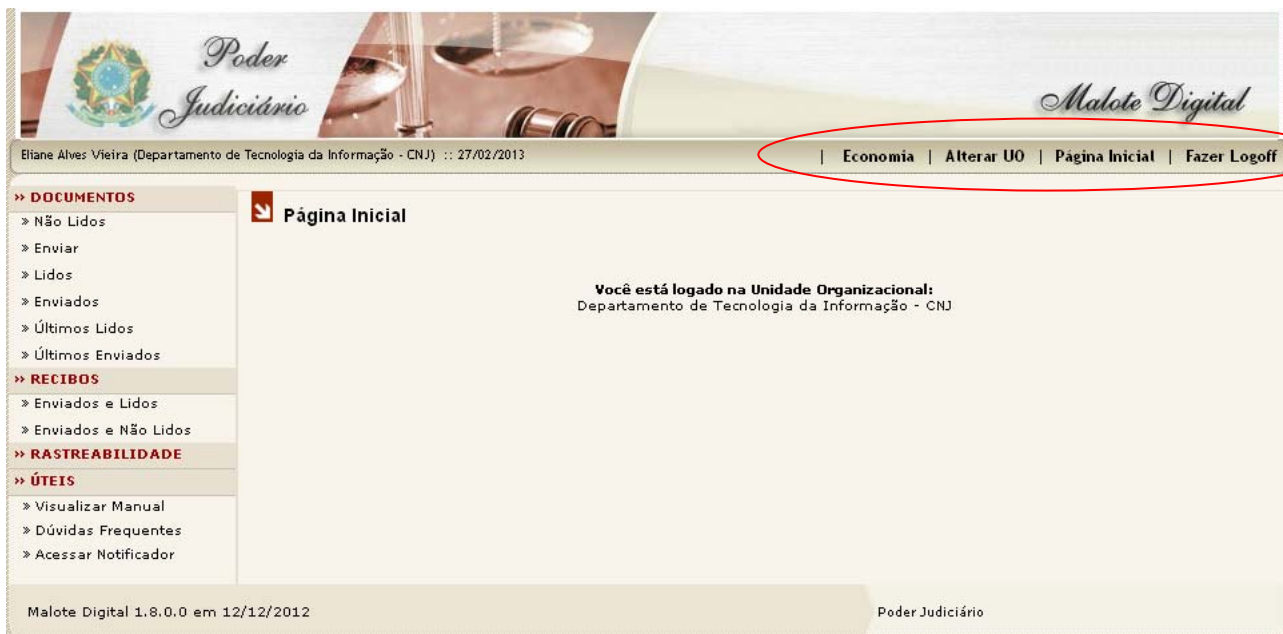 Poder
Judiciário
Malote Digital
Eliane Alves Vieira (Departamento de Tecnologia da Informação - CNJ) :: 27/02/2013
| Economia | Alterar UO | Página Inicial | Fazer Logoff
» DOCUMENTOS
» Não Lidos
» Enviar
» Lidos
» Enviados
» Últimos Lidos
» Últimos Enviados
» RECIBOS
» Enviados e Lidos
» Enviados e Não Lidos
» RASTREABILIDADE
» ÚTEIS
» Visualizar Manual
» Dúvidas Frequentes
» Acessar Notificador
Página Inicial
Você está logado na Unidade Organizacional:
Departamento de Tecnologia da Informação - CNJ
Malote Digital 1.8.0.0 em 12/12/2012
Poder Judiciário